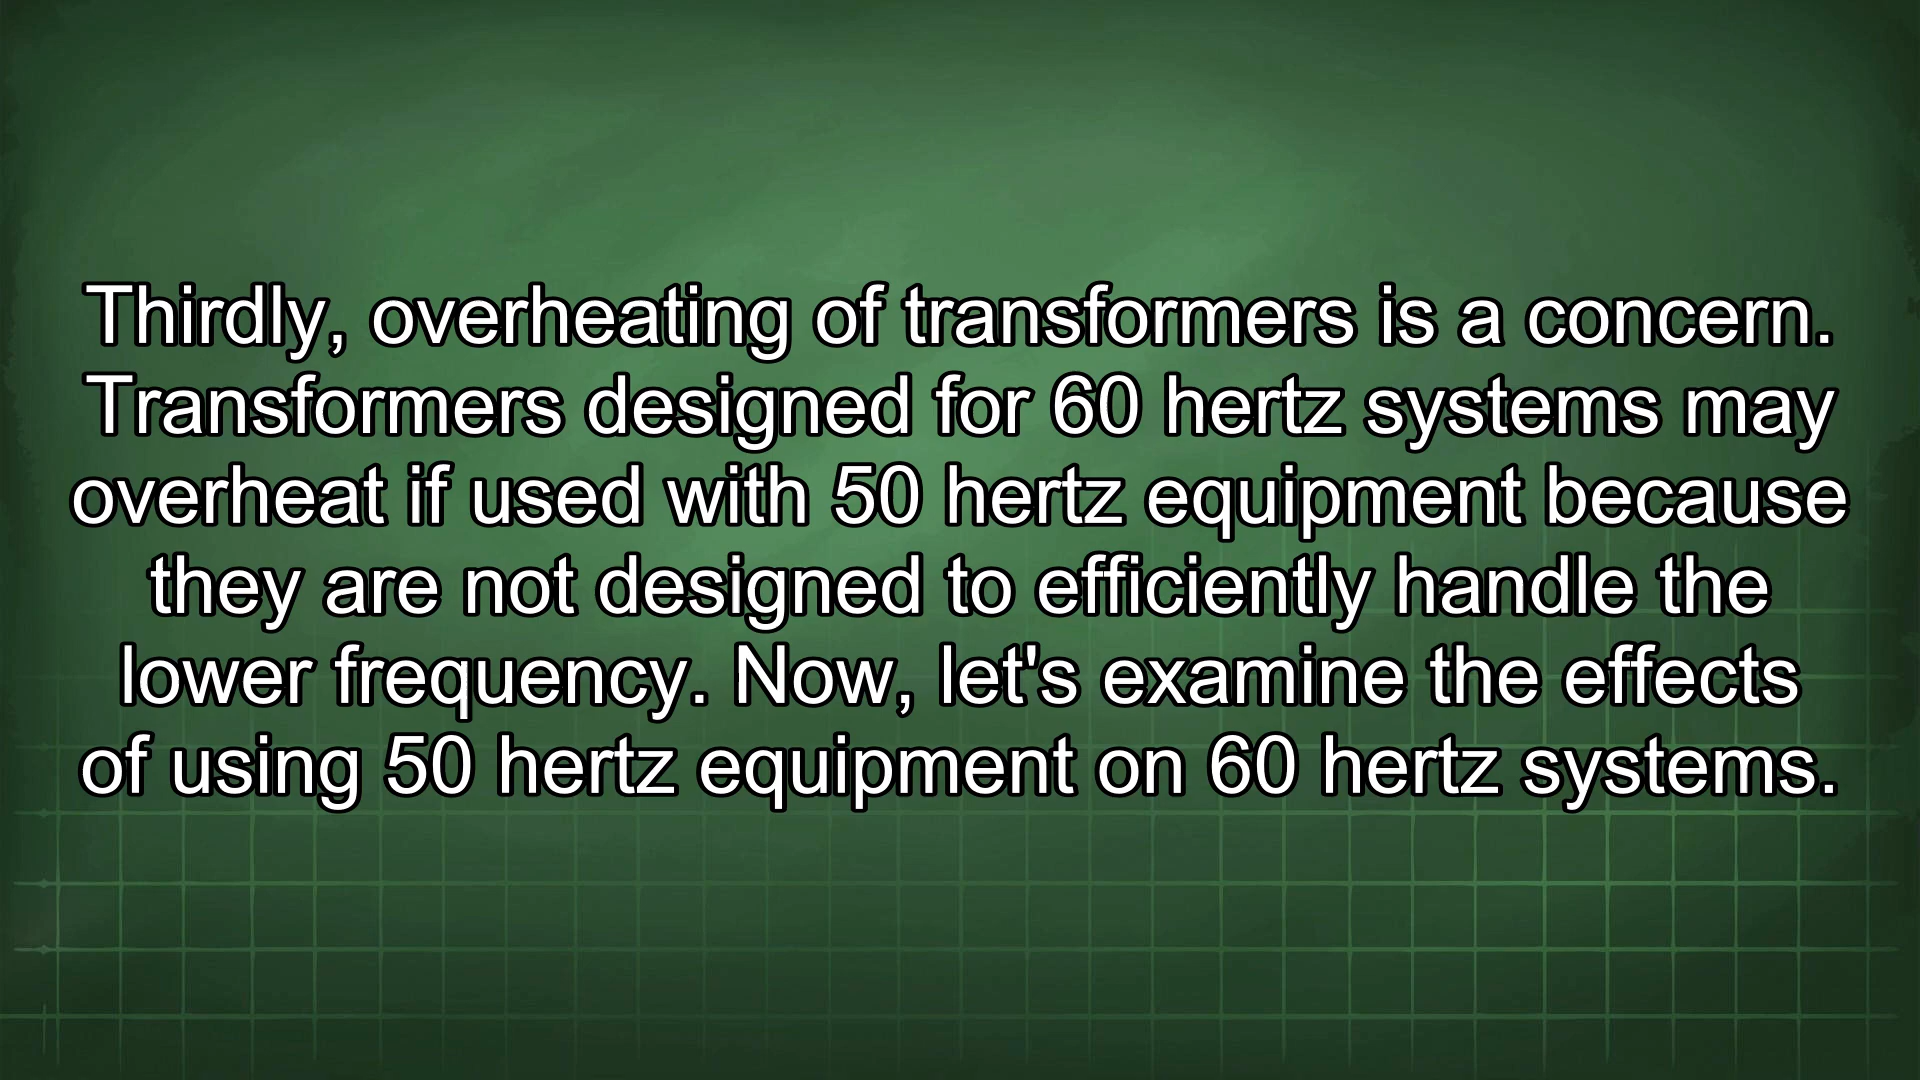 Thirdly, overheating of transformers is a concern.
Transformers designed for 60 hertz systems may
overheat if used with 50 hertz equipment because
they are not designed to efficiently handle the
lower frequency. Now, let's examine the effects
of using 50 hertz equipment on 60 hertz systems.